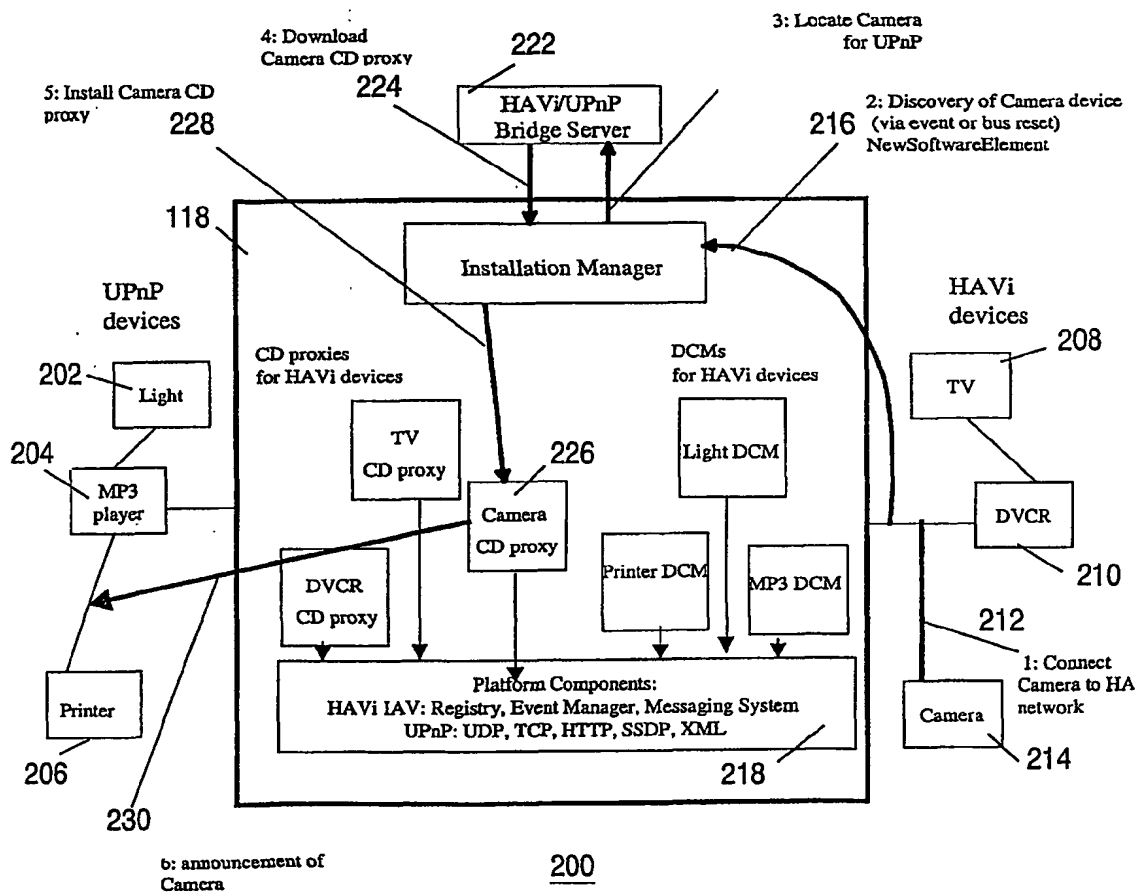 4: Download
Camera CD proxy
224
222
3: Locate Camera
for UPnP
5: Install Camera CD
proxy
228
HAVi/UPnP
Bridge Server
216
2: Discovery of Camera device
(via event or bus reset)
NewSoftwareElement
118
Installation Manager
UPnP
devices
HAVi
devices
202
Light
CD proxies
for HAVi devices
DCMs
for HAVi devices
208
TV
204
MP3
player
TV
CD proxy
226
Camera
CD proxy
Light DCM
DVCR
210
DVCR
CD proxy
Printer DCM
MP3 DCM
212
1: Connect
Camera to HA
network
Printer
206
Platform Components:
HAVi IAV: Registry, Event Manager, Messaging System
UPnP: UDP, TCP, HTTP, SSDP, XML
218
Camera
214
230
6: announcement of
Camera
200